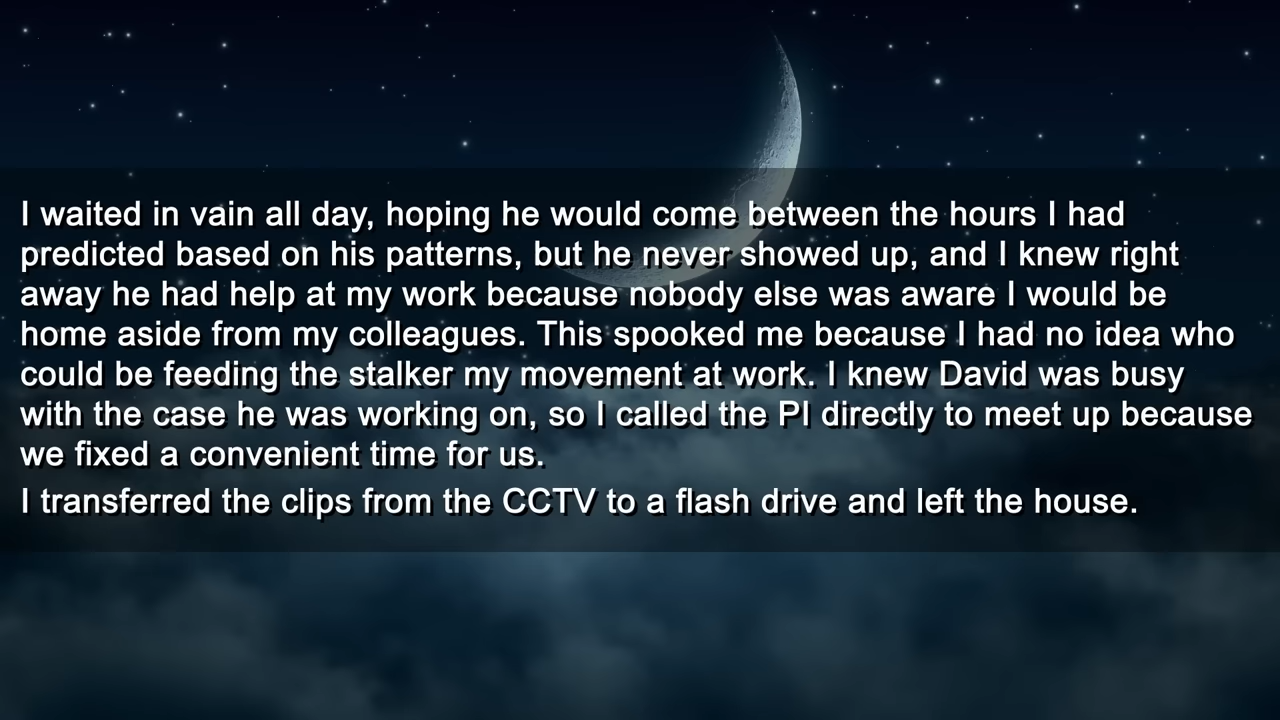 I waited in vain all day, hoping he would come between the hours I had
predicted based on his patterns, but he never showed up, and I knew right
away he had help at my work because nobody else was aware I would be
home aside from my colleagues. This spooked me because I had no idea who
could be feeding the stalker my movement at work. I knew David was busy
with the case he was working on, so I called the PI directly to meet up because
we fixed a convenient time for us.
I transferred the clips from the CCTV to a flash drive and left the house.